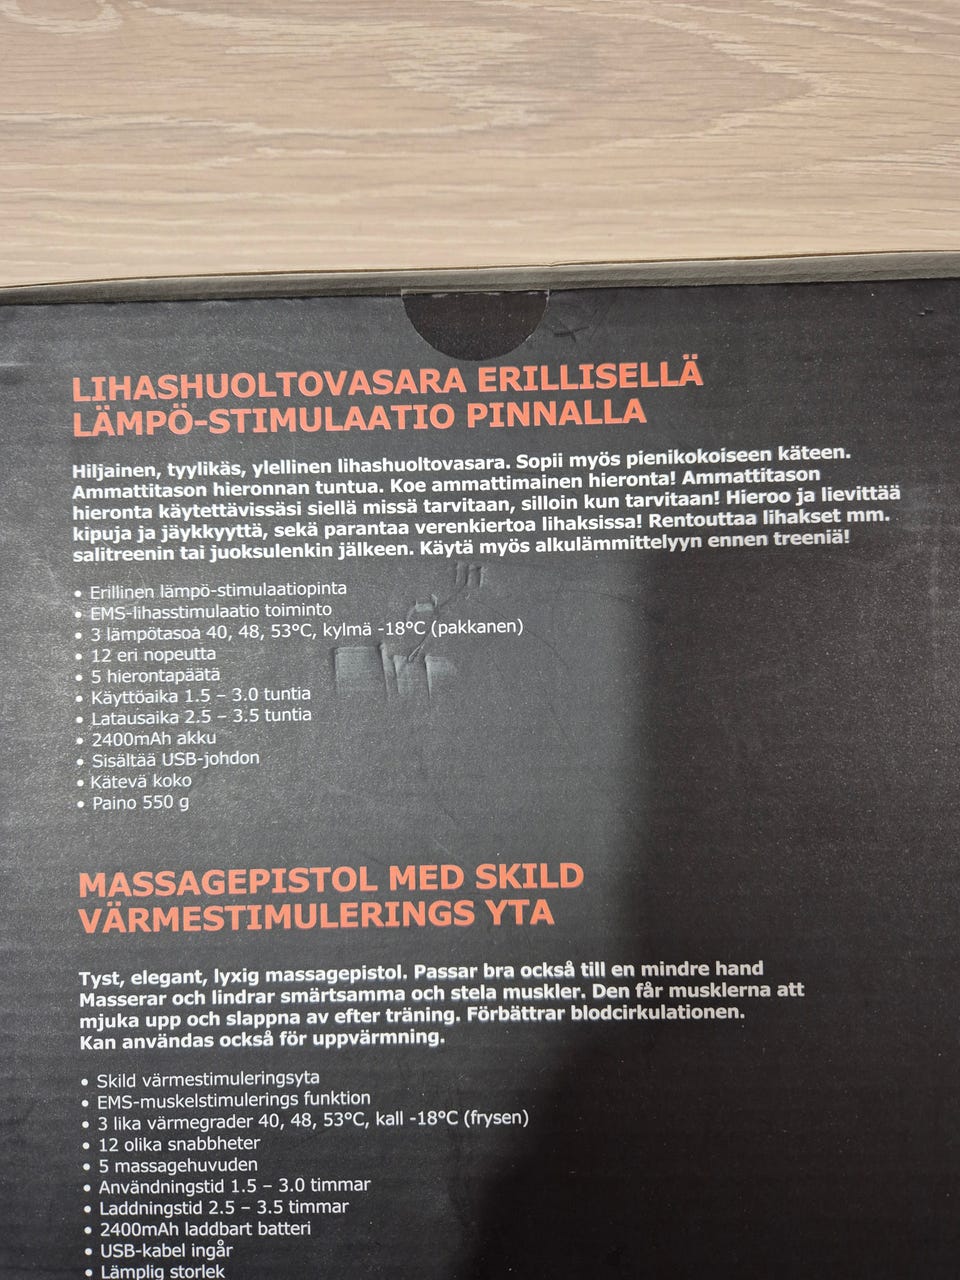 LIHASHUOLTOVASARA ERILLISELLÄ
LÄMPÖ-STIMULAATIO PINNALLA
Hiljainen, tyylikäs, ylellinen lihashuoltovasara. Sopii myös pienikokoiseen käteen.
Ammattitason hieronnan tuntua. Koe ammattimainen hieronta! Ammattitason
hieronta käytettävissäsi siellä missä tarvitaan, silloin kun tarvitaan! Hieroo ja lievittää
kipuja ja jäykkyyttä, sekä parantaa verenkiertoa lihaksissa! Rentouttaa lihakset mm.
salitreenin tai juoksulenkin jälkeen. Käytä myös alkulämmittelyyn ennen treeniä!
• Erillinen lämpö-stimulaatiopinta
• EMS-lihasstimulaatio toiminto
• 3 lämpötasoa 40, 48, 53°C, kylmä -18°C (pakkanen)
• 12 eri nopeutta
• 5 hierontapäätä
• Käyttöaika 1.5 – 3.0 tuntia
• Latausaika 2.5 – 3.5 tuntia
• 2400mAh akku
• Sisältää USB-johdon
• Kätevä koko
• Paino 550 g
MASSAGEPISTOL MED SKILD
VÄRMESTIMULERINGS YTA
Tyst, elegant, lyxig massagepistol. Passar bra också till en mindre hand
Masserar och lindrar smärtsamma och stela muskler. Den får musklerna att
mjuka upp och slappna av efter träning. Förbättrar blodcirkulationen.
Kan användas också för uppvärmning.
• Skild värmestimuleringsyta
• EMS-muskelstimulerings funktion
• 3 lika värmegrader 40, 48, 53°C, kall -18°C (frysen)
• 12 olika snabbheter
• 5 massagehuvuden
• Användningstid 1.5 – 3.0 timmar
• Laddningstid 2.5 – 3.5 timmar
• 2400mAh laddbart batteri
• USB-kabel ingår
• Lämplig storlek